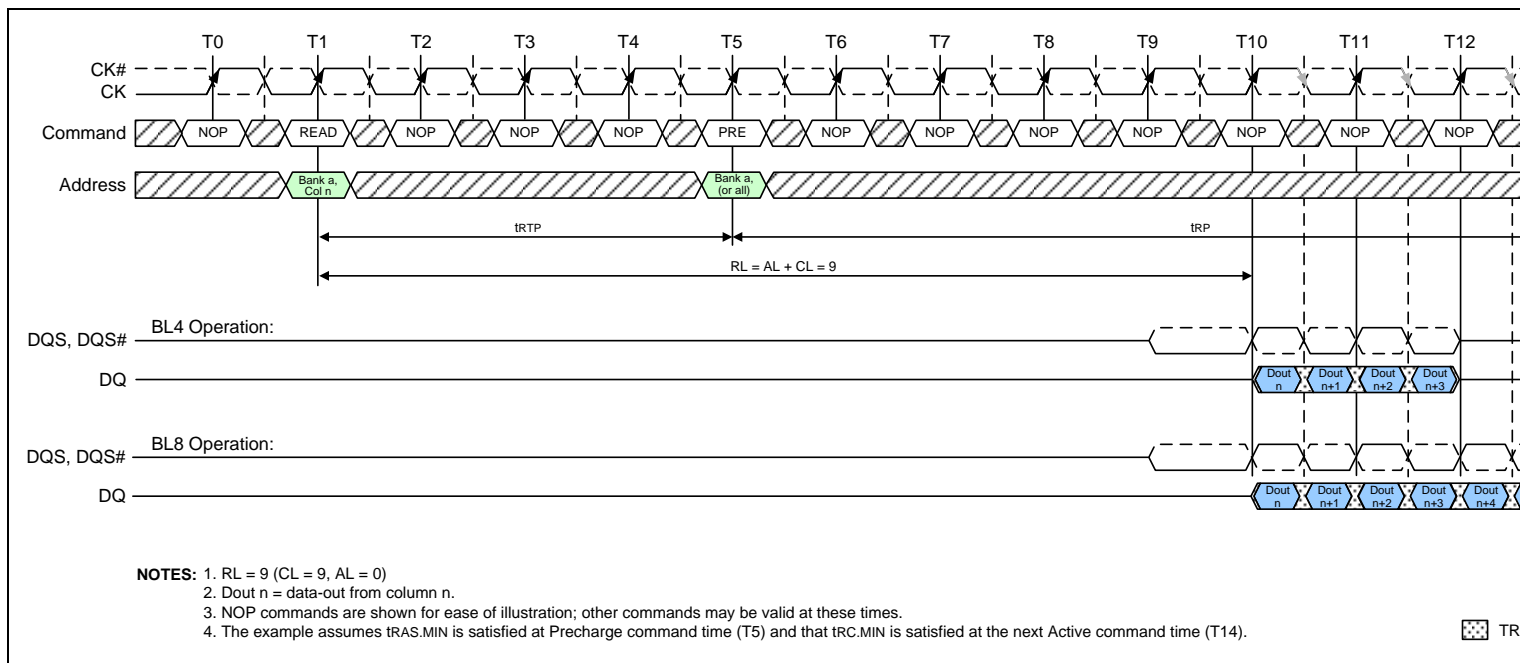 T0 T1 T2 T3 T4 T5 T6 T7 T8 T9 T10 T11 T12
CK#
CK
Command NOP READ NOP NOP NOP PRE NOP NOP NOP NOP NOP NOP NOP
Address Bank a, Col n Bank a, (or all)
tRTP tRP
RL = AL + CL = 9
BL4 Operation:
DQS, DQS#
DQ Dout n Dout n+1 Dout n+2 Dout n+3
BL8 Operation:
DQS, DQS#
DQ Dout n Dout n+1 Dout n+2 Dout n+3 Dout n+4
NOTES: 1. RL = 9 (CL = 9, AL = 0)
2. Dout n = data-out from column n.
3. NOP commands are shown for ease of illustration; other commands may be valid at these times.
4. The example assumes tRAS.MIN is satisfied at Precharge command time (T5) and that tRC.MIN is satisfied at the next Active command time (T14).
TR